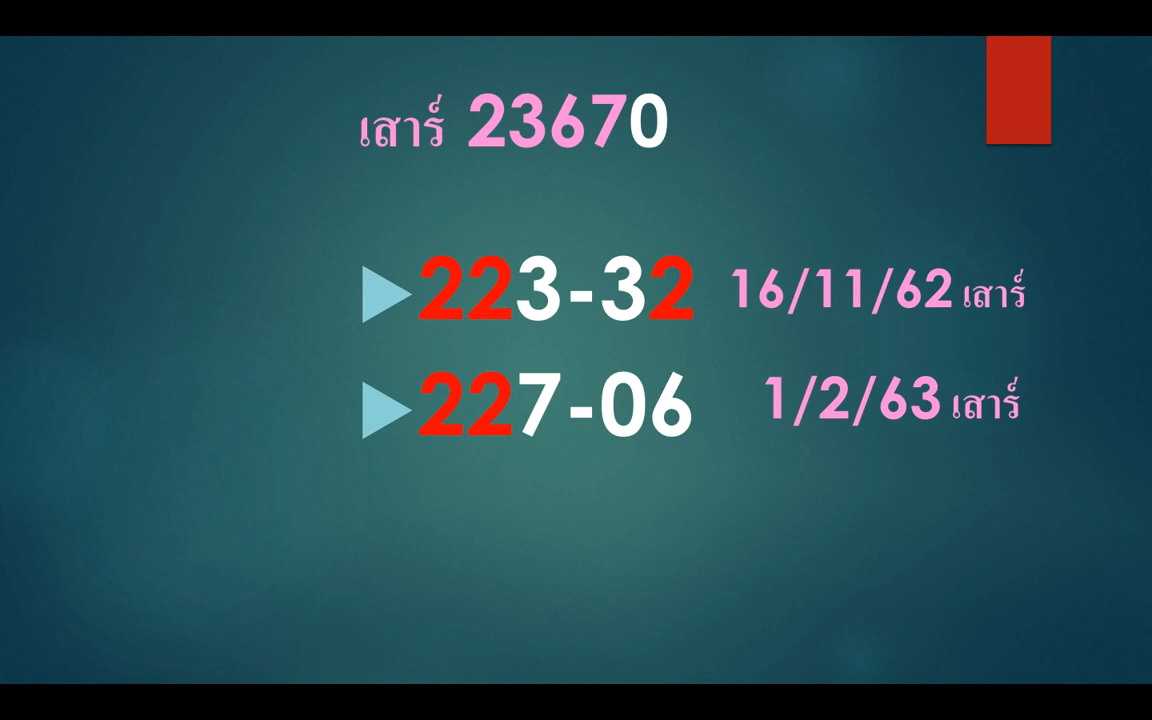 เสาร์ 23670
223-32 16/11/62 เสาร์
227-06 1/2/63 เสาร์